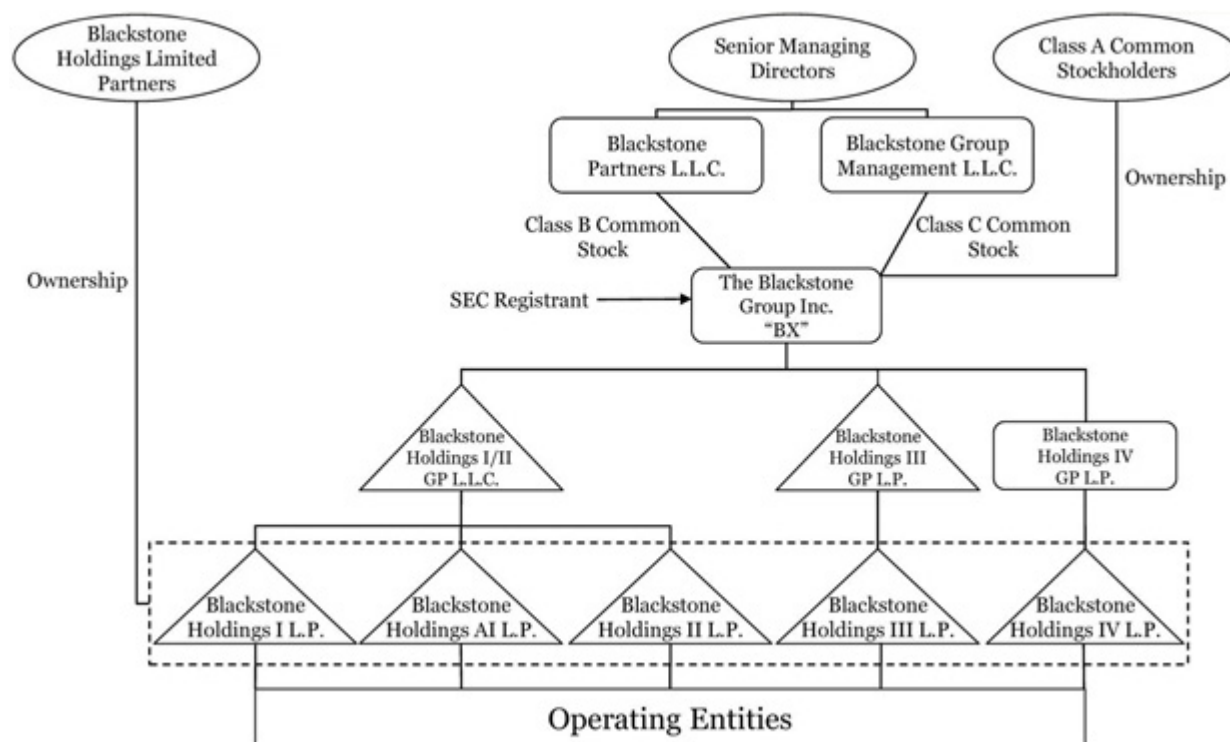 Blackstone
Holdings Limited
Partners
Senior Managing
Directors
Class A Common
Stockholders
Blackstone
Partners L.L.C.
Blackstone Group
Management L.L.C.
Ownership
Class B Common
Stock
Class C Common
Stock
Ownership
SEC Registrant
The Blackstone
Group Inc.
“BX”
Blackstone
Holdings I/II
GP L.L.C.
Blackstone
Holdings III
GP L.P.
Blackstone
Holdings IV
GP L.P.
Blackstone
Holdings I L.P.
Blackstone
Holdings AI L.P.
Blackstone
Holdings II L.P.
Blackstone
Holdings III L.P.
Blackstone
Holdings IV L.P.
Operating Entities